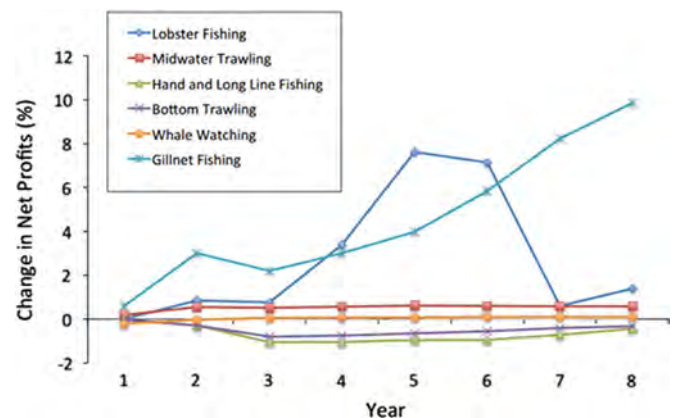 Lobster Fishing
Midwater Trawling
Hand and Long Line Fishing
Bottom Trawling
Whale Watching
Gillnet Fishing
12
10
8
6
4
2
0
-2
Change in Net Profits (%)
1 2 3 4 5 6 7 8
Year